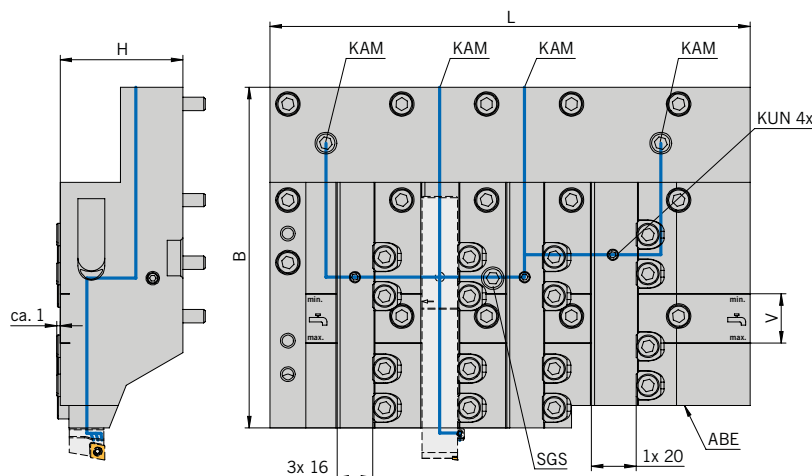 L
H
KAM
KAM
KAM
KAM
KUN 4x
B
ca. 1
min.
max.
min.
max.
V
3x 16
SGS
1x 20
ABE